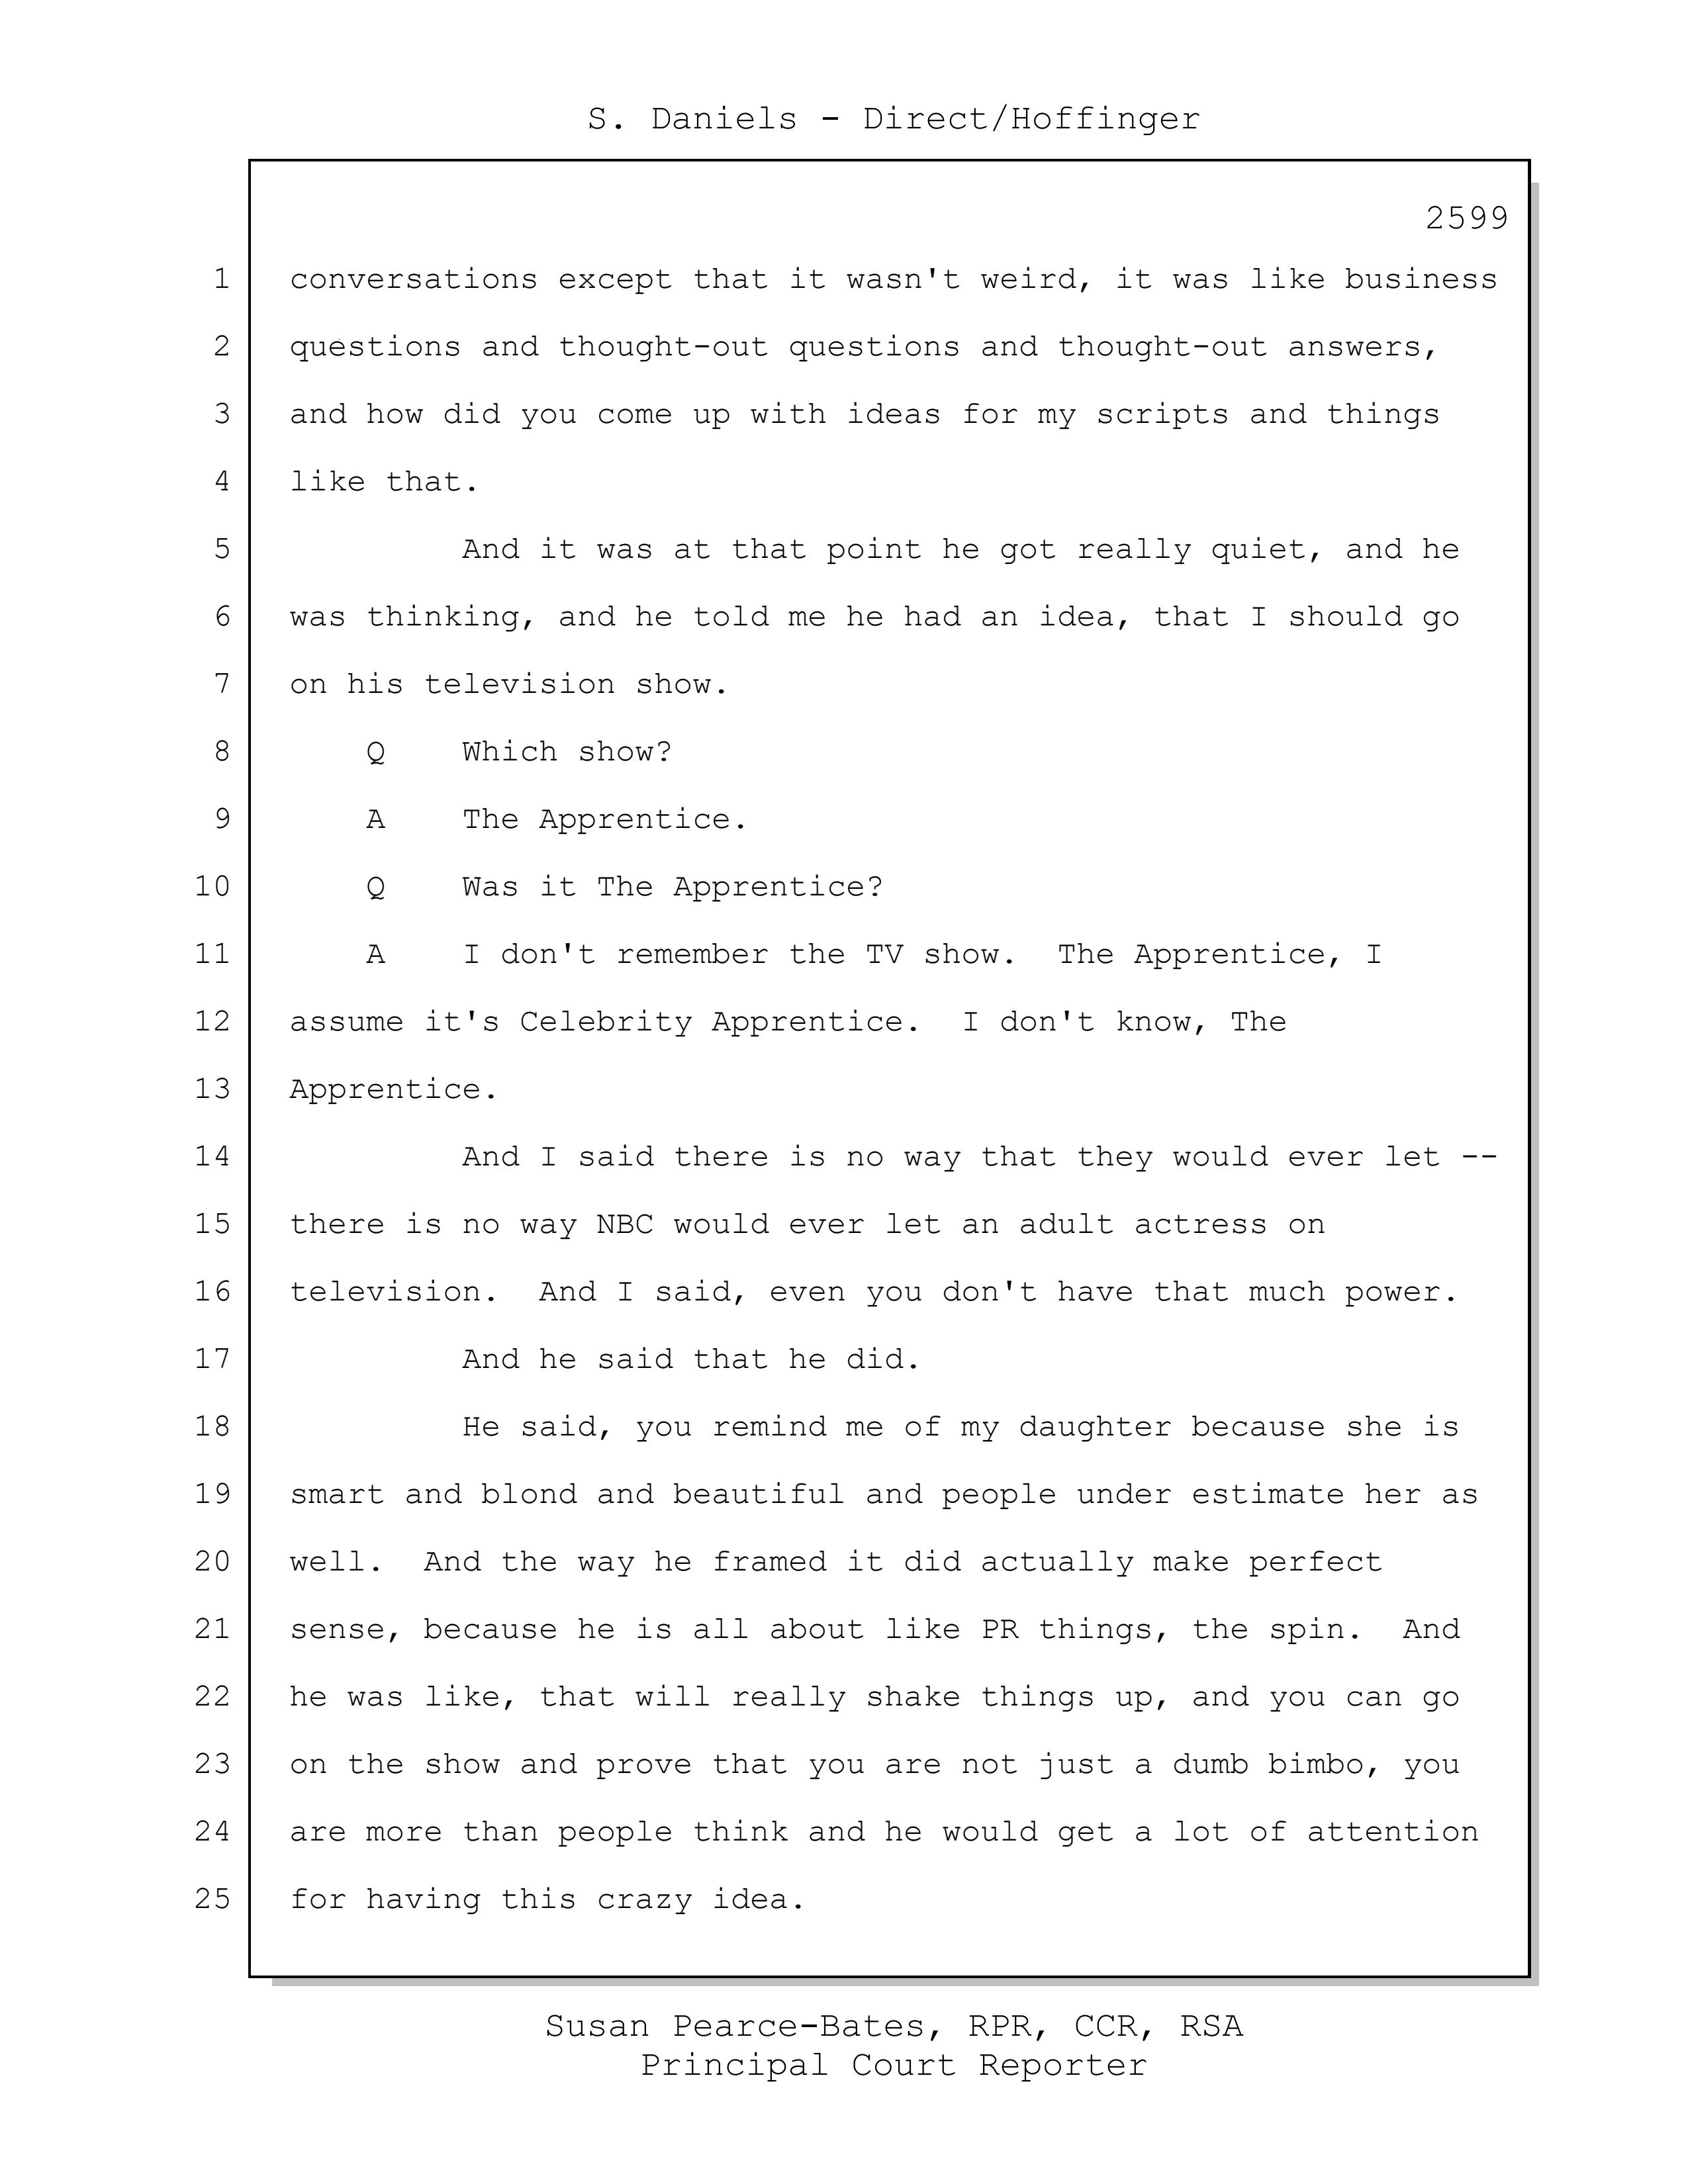 S. Daniels - Direct/Hoffinger
2599
1 conversations except that it wasn't weird, it was like business
2 questions and thought-out questions and thought-out answers,
3 and how did you come up with ideas for my scripts and things
4 like that.
5 And it was at that point he got really quiet, and he
6 was thinking, and he told me he had an idea, that I should go
7 on his television show.
8 Q Which show?
9 A The Apprentice.
10 Q Was it The Apprentice?
11 A I don't remember the TV show. The Apprentice, I
12 assume it's Celebrity Apprentice. I don't know, The
13 Apprentice.
14 And I said there is no way that they would ever let --
15 there is no way NBC would ever let an adult actress on
16 television. And I said, even you don't have that much power.
17 And he said that he did.
18 He said, you remind me of my daughter because she is
19 smart and blond and beautiful and people under estimate her as
20 well. And the way he framed it did actually make perfect
21 sense, because he is all about like PR things, the spin. And
22 he was like, that will really shake things up, and you can go
23 on the show and prove that you are not just a dumb bimbo, you
24 are more than people think and he would get a lot of attention
25 for having this crazy idea.
Susan Pearce-Bates, RPR, CCR, RSA
Principal Court Reporter